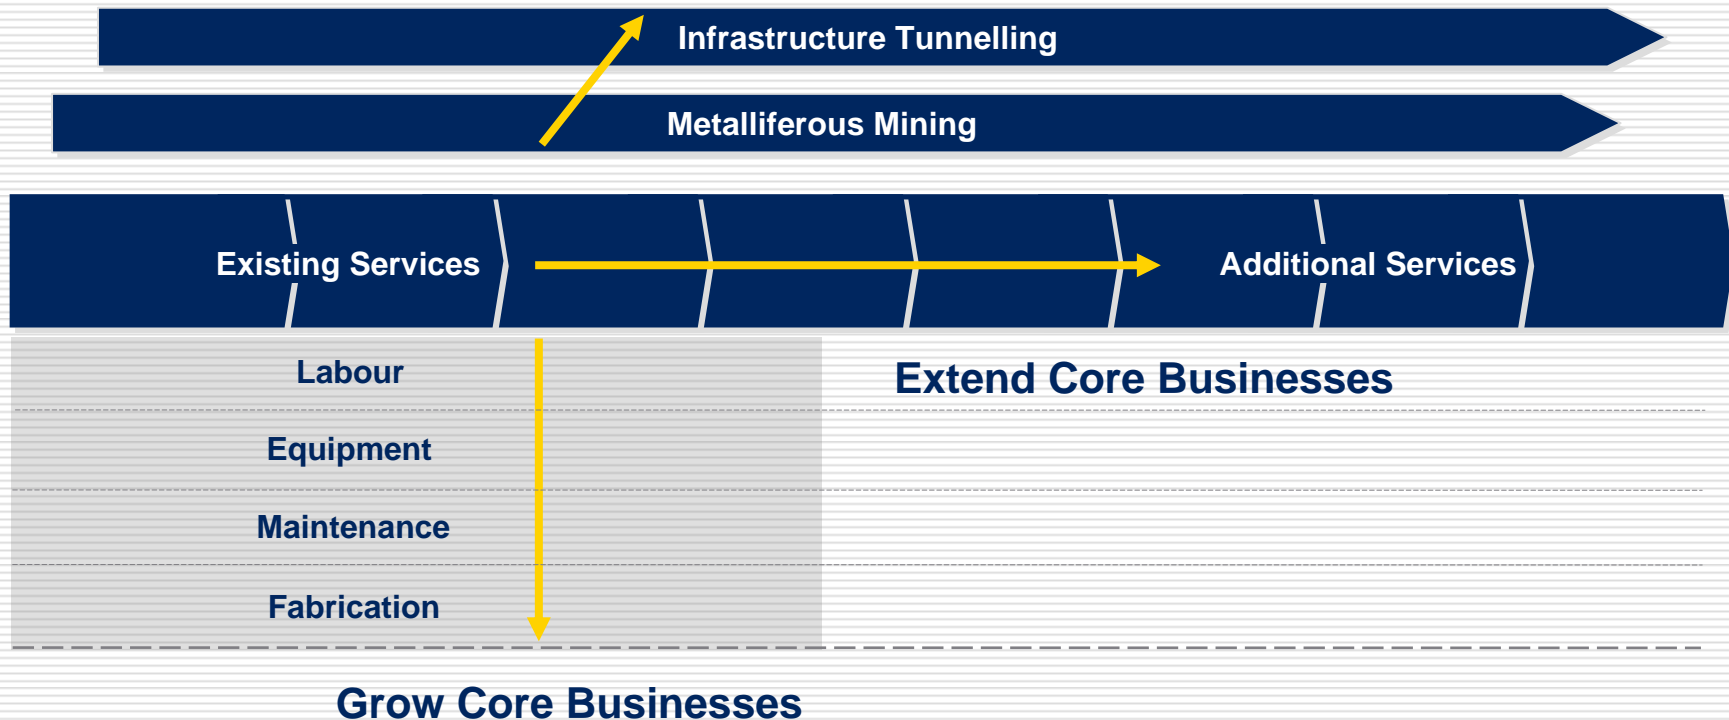 Infrastructure Tunnelling
Metalliferous Mining
Existing Services
Additional Services
Labour
Extend Core Businesses
Equipment
Maintenance
Fabrication
Grow Core Businesses